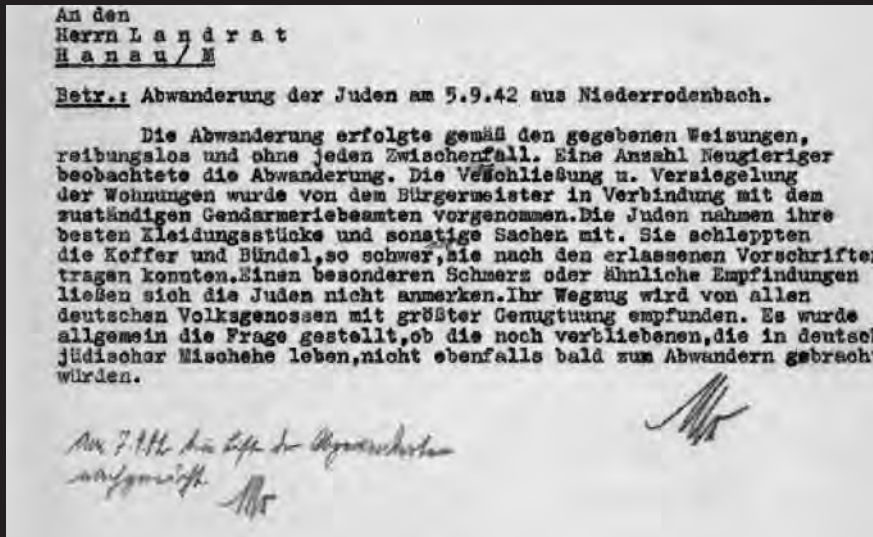 An den
Herrn L a n d r a t
H a n a u / M
Betr.: Abwanderung der Juden am 5.9.42 aus Niederrodenbach.
Die Abwanderung erfolgte gemäß den gegebenen Weisungen,
reibungslos und ohne jeden Zwischenfall. Eine Anzahl Neugieriger
beobachtete die Abwanderung. Die Veschließung u. Versiegelung
der Wohnungen wurde von dem Bürgermeister in Verbindung mit dem
zuständigen Gendarmeriebeamten vorgenommen.Die Juden nahmen ihre
besten Kleidungsstücke und sonstige Sachen mit. Sie schleppten
die Koffer und Bündel,so schwer,sie nach den erlassenen Vorschriften
tragen konnten.Einen besonderen Schmerz oder ähnliche Empfindungen
ließen sich die Juden nicht anmerken.Ihr Wegzug wird von allen
deutschen Volksgenossen mit größter Genugtuung empfunden. Es wurde
allgemein die Frage gestellt,ob die noch verbliebenen,die in deutsch
jüdischer Mischehe leben,nicht ebenfalls bald zum Abwandern gebracht
würden.